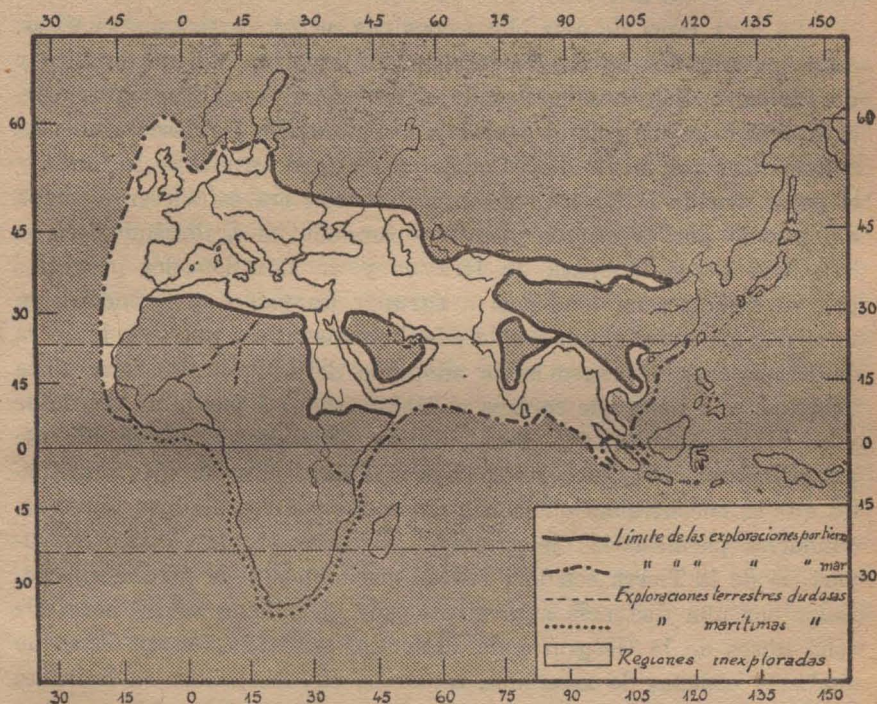 30 15 0 15 30 45 60 75 90 105 120 135 150
60 60
45 45
30 30
15 15
0 0
15 15
30 30
Límite de las exploraciones por tierra
" " " " " mar
Exploraciones terrestres dudosas
" marítimas "
Regiones inexploradas
30 15 0 15 30 45 60 75 90 105 120 135 150